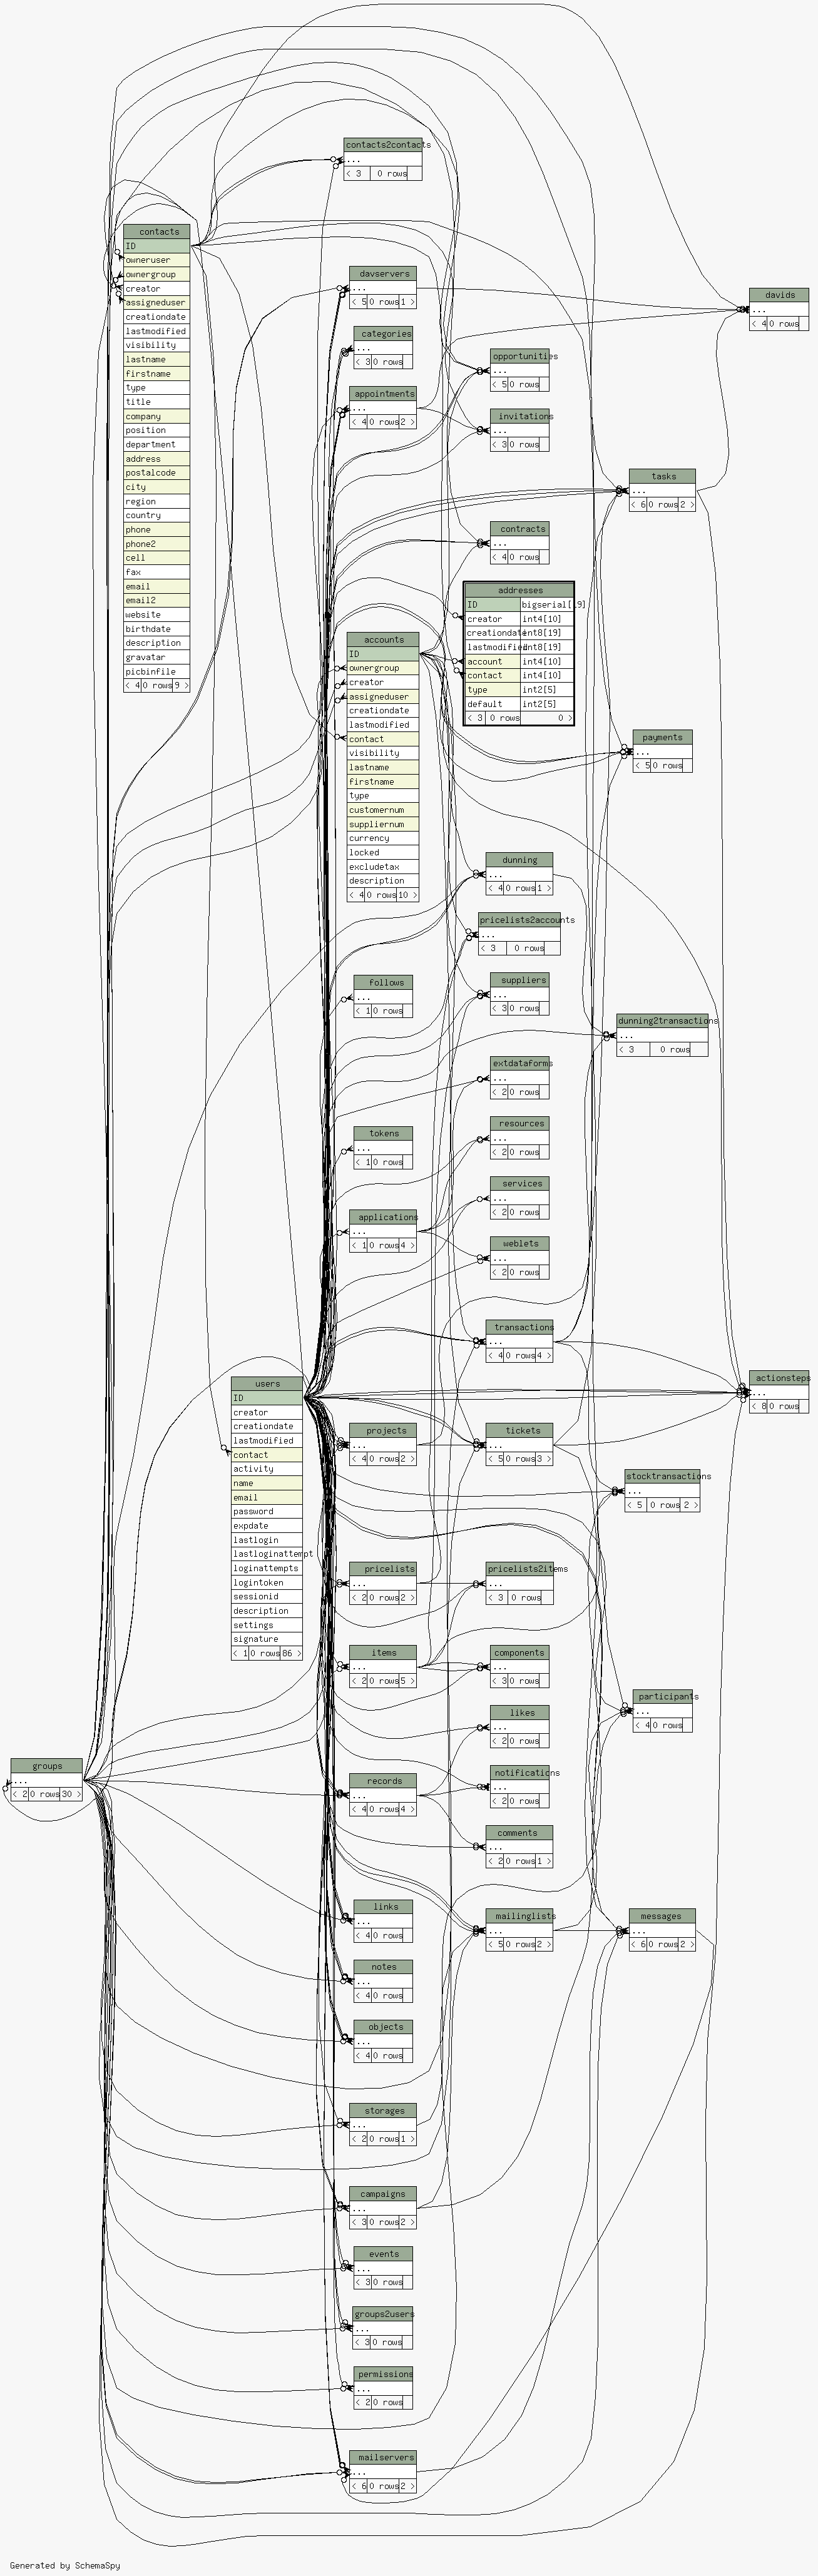 contacts2contacts
...
< 3 0 rows
contacts
ID
owneruser
ownergroup
creator
assigneduser
creationdate
lastmodified
visibility
lastname
firstname
type
title
company
position
department
address
postalcode
city
region
country
phone
phone2
cell
fax
email
email2
website
birthdate
description
gravatar
picbinfile
< 4 0 rows 9 >
davservers
...
< 5 0 rows 1 >
davids
...
< 4 0 rows
categories
...
< 3 0 rows
opportunities
...
< 5 0 rows
appointments
...
< 4 0 rows 2 >
invitations
...
< 3 0 rows
tasks
...
< 6 0 rows 2 >
contracts
...
< 4 0 rows
addresses
ID bigserial[19]
creator int4[10]
creationdate int8[19]
lastmodified int8[19]
account int4[10]
contact int4[10]
type int2[5]
default int2[5]
< 3 0 rows 0 >
accounts
ID
ownergroup
creator
assigneduser
creationdate
lastmodified
contact
visibility
lastname
firstname
type
customernum
suppliernum
currency
locked
excludetax
description
< 4 0 rows 10 >
payments
...
< 5 0 rows
dunning
...
< 4 0 rows 1 >
pricelists2accounts
...
< 3 0 rows
follows
...
< 1 0 rows
suppliers
...
< 3 0 rows
dunning2transactions
...
< 3 0 rows
extdataforms
...
< 2 0 rows
tokens
...
< 1 0 rows
resources
...
< 2 0 rows
services
...
< 2 0 rows
applications
...
< 1 0 rows 4 >
weblets
...
< 2 0 rows
transactions
...
< 4 0 rows 4 >
users
ID
creator
creationdate
lastmodified
contact
activity
name
email
password
expdate
lastlogin
lastloginattempt
loginattempts
logintoken
sessionid
description
settings
signature
< 1 0 rows 86 >
actionsteps
...
< 8 0 rows
projects
...
< 4 0 rows 2 >
tickets
...
< 5 0 rows 3 >
stocktransactions
...
< 5 0 rows 2 >
pricelists
...
< 2 0 rows 2 >
pricelists2items
...
< 3 0 rows
items
...
< 2 0 rows 5 >
components
...
< 3 0 rows
participants
...
< 4 0 rows
likes
...
< 2 0 rows
groups
...
< 2 0 rows 30 >
notifications
...
< 2 0 rows
records
...
< 4 0 rows 4 >
comments
...
< 2 0 rows 1 >
links
...
< 4 0 rows
mailinglists
...
< 5 0 rows 2 >
messages
...
< 6 0 rows 2 >
notes
...
< 4 0 rows
objects
...
< 4 0 rows
storages
...
< 2 0 rows 1 >
campaigns
...
< 3 0 rows 2 >
events
...
< 3 0 rows
groups2users
...
< 3 0 rows
permissions
...
< 2 0 rows
mailservers
...
< 6 0 rows 2 >
Generated by SchemaSpy